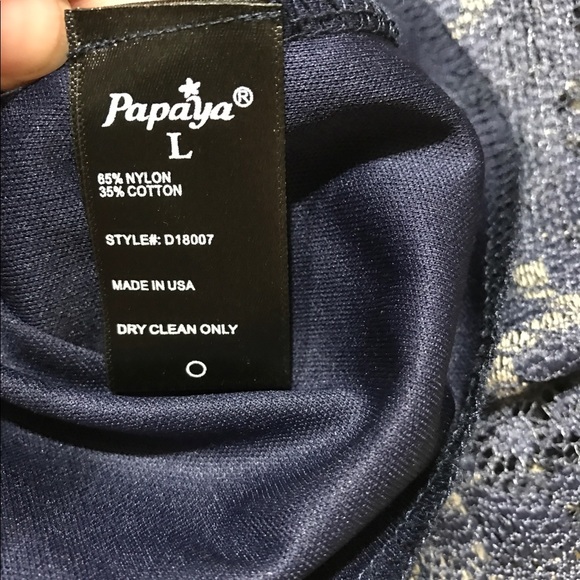 Papaya®
L
65% NYLON
35% COTTON
STYLE#: D18007
MADE IN USA
DRY CLEAN ONLY